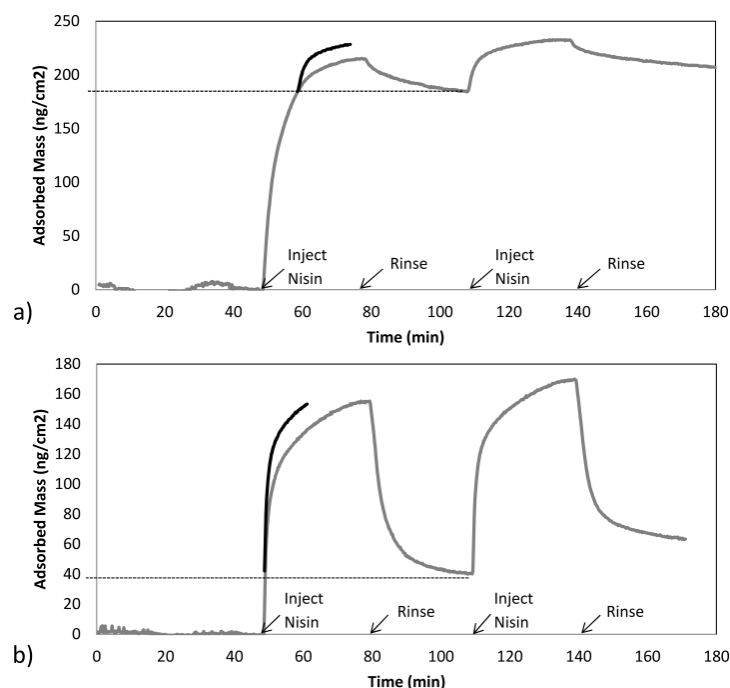 250
200
150
100
50
0
Adsorbed Mass (ng/cm2)
Inject
Nisin
Rinse
Inject
Nisin
Rinse
a)
0 20 40 60 80 100 120 140 160 180
Time (min)
180
160
140
120
100
80
60
40
20
0
Adsorbed Mass (ng/cm2)
Inject
Nisin
Rinse
Inject
Nisin
Rinse
b)
0 20 40 60 80 100 120 140 160 180
Time (min)